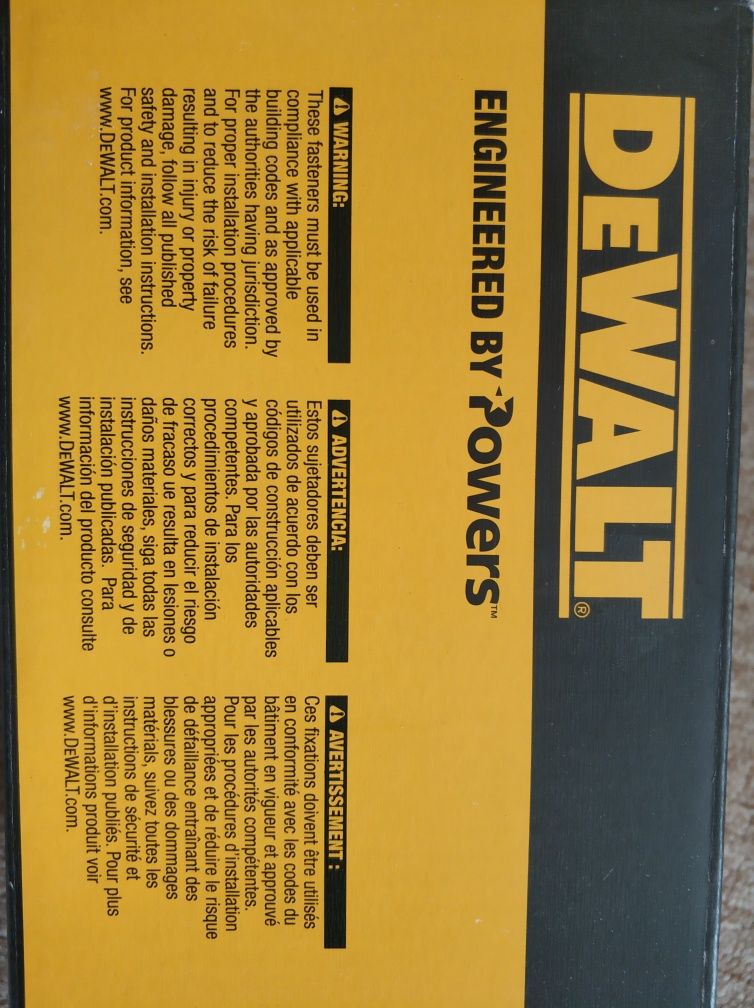 DEWALT®
ENGINEERED BY Powers™
⚠ WARNING:
These fasteners must be used in
compliance with applicable
building codes and as approved by
the authorities having jurisdiction.
For proper installation procedures
and to reduce the risk of failure
resulting in injury or property
damage, follow all published
safety and installation instructions.
For product information, see
www.DEWALT.com.
⚠ ADVERTENCIA:
Estos sujetadores deben ser
utilizados de acuerdo con los
códigos de construcción aplicables
y aprobada por las autoridades
competentes. Para los
procedimientos de instalación
correctos y para reducir el riesgo
de fracaso ue resulta en lesiones o
daños materiales, siga todas las
instrucciones de seguridad y de
instalación publicadas. Para
información del producto consulte
www.DEWALT.com.
⚠ AVERTISSEMENT :
Ces fixations doivent être utilisés
en conformité avec les codes du
bâtiment en vigueur et approuvé
par les autorités compétentes.
Pour les procédures d'installation
appropriées et de réduire le risque
de défaillance entraînant des
blessures ou des dommages
matérials, suivez toutes les
instructions de sécurité et
d'installation publiés. Pour plus
d'informations produit voir
www.DEWALT.com.